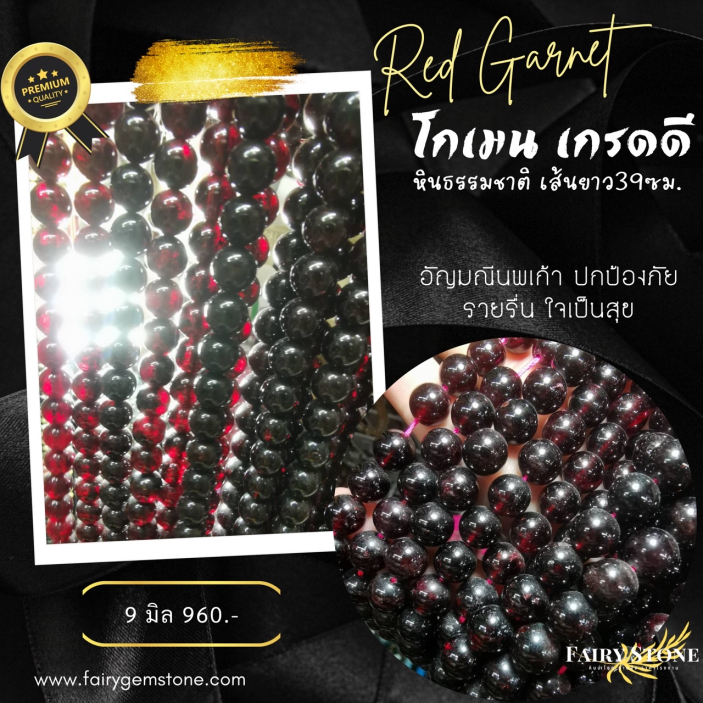 PREMIUM
QUALITY
Red Garnet
โกเมน เกรดดี
หินธรรมชาติ เส้นยาว39ซม.
อัญมณีนพเก้า ปกป้องภัย
รายรื่น ใจเป็นสุข
9 มิล 960.-
FAIRY STONE
www.fairygemstone.com